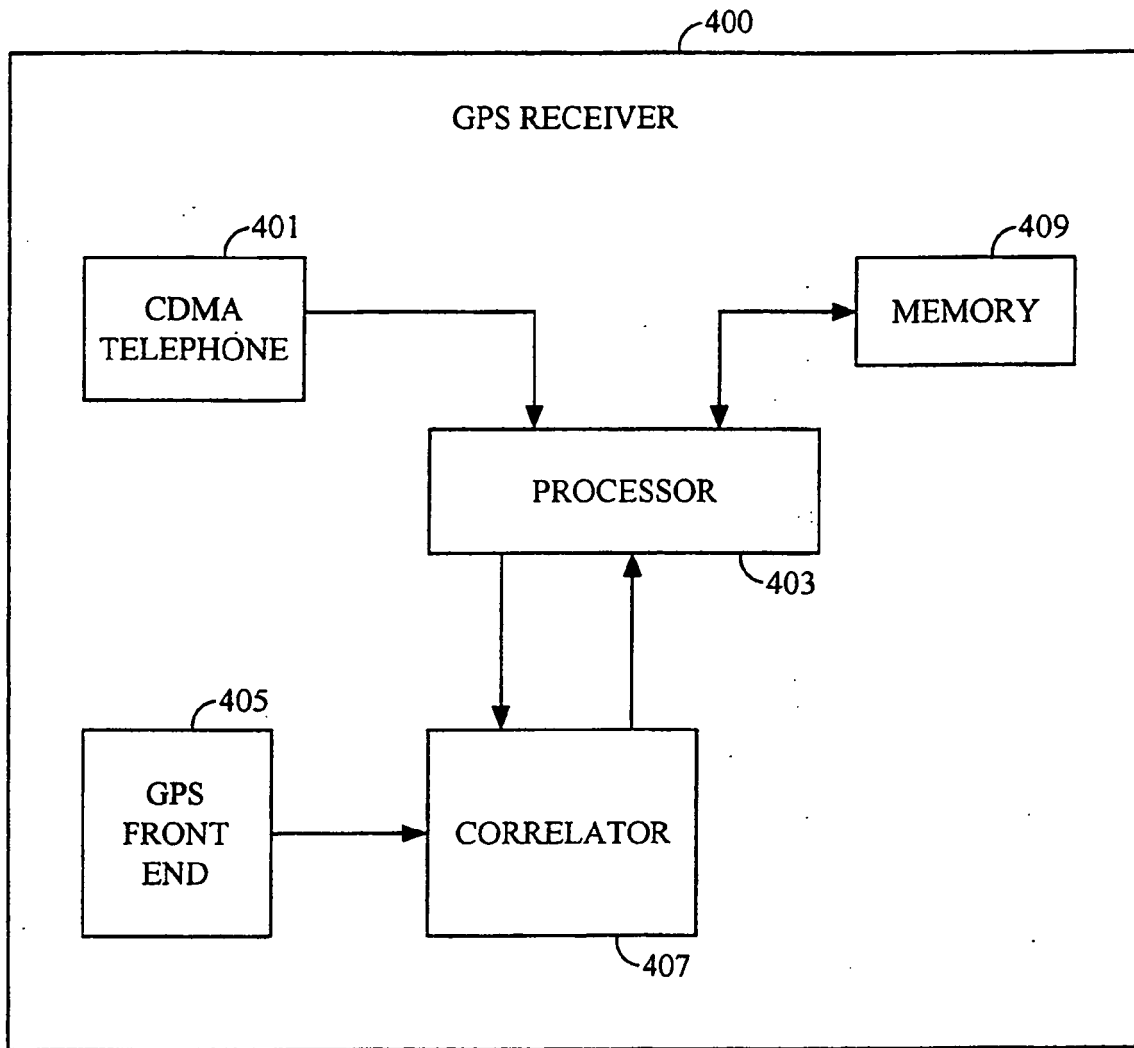 400
GPS RECEIVER
401
CDMA
TELEPHONE
409
MEMORY
PROCESSOR
403
405
GPS
FRONT
END
CORRELATOR
407